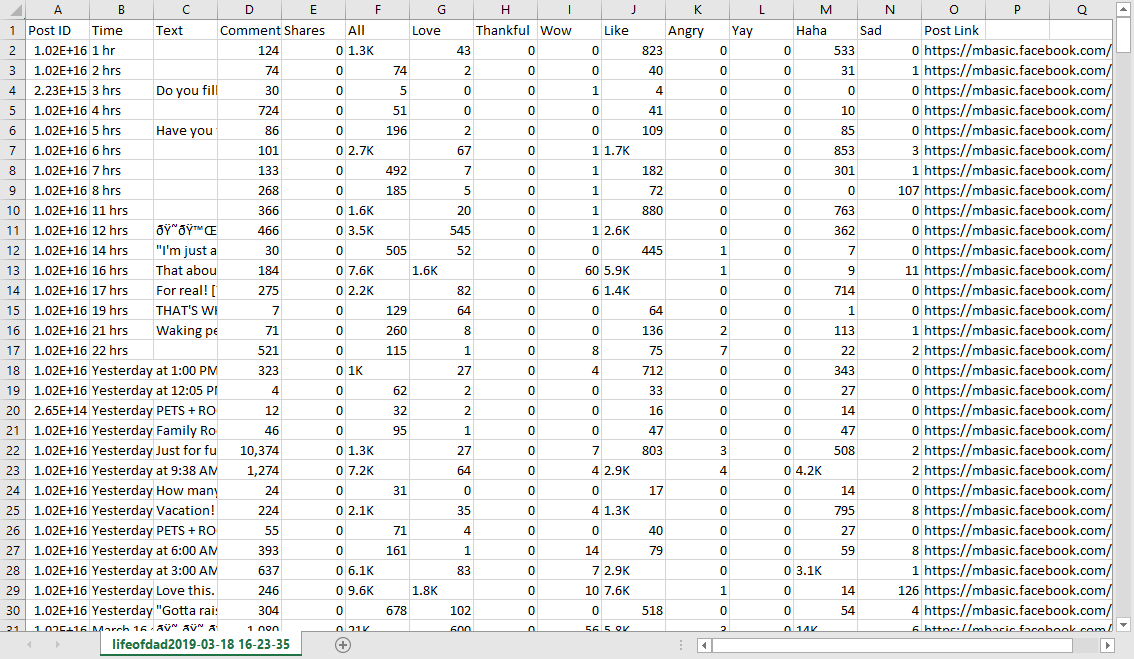 A B C D E F G H I J K L M N O P Q
1 Post ID Time Text Comment Shares All Love Thankful Wow Like Angry Yay Haha Sad Post Link
2 1.02E+16 1 hr 124 0 1.3K 43 0 0 823 0 0 533 0 https://mbasic.facebook.com/
3 1.02E+16 2 hrs 74 0 74 2 0 0 40 0 0 31 1 https://mbasic.facebook.com/
4 2.23E+15 3 hrs Do you fill 30 0 5 0 0 1 4 0 0 0 0 https://mbasic.facebook.com/
5 1.02E+16 4 hrs 724 0 51 0 0 0 41 0 0 10 0 https://mbasic.facebook.com/
6 1.02E+16 5 hrs Have you 86 0 196 2 0 0 109 0 0 85 0 https://mbasic.facebook.com/
7 1.02E+16 6 hrs 101 0 2.7K 67 0 1 1.7K 0 0 853 3 https://mbasic.facebook.com/
8 1.02E+16 7 hrs 133 0 492 7 0 1 182 0 0 301 1 https://mbasic.facebook.com/
9 1.02E+16 8 hrs 268 0 185 5 0 1 72 0 0 0 107 https://mbasic.facebook.com/
10 1.02E+16 11 hrs 366 0 1.6K 20 0 1 880 0 0 763 0 https://mbasic.facebook.com/
11 1.02E+16 12 hrs ðŸ˜ðŸ™Œ 466 0 3.5K 545 0 1 2.6K 0 0 362 0 https://mbasic.facebook.com/
12 1.02E+16 14 hrs "I'm just a 30 0 505 52 0 0 445 1 0 7 0 https://mbasic.facebook.com/
13 1.02E+16 16 hrs That abou 184 0 7.6K 1.6K 0 60 5.9K 1 0 9 11 https://mbasic.facebook.com/
14 1.02E+16 17 hrs For real! [ 275 0 2.2K 82 0 6 1.4K 0 0 714 0 https://mbasic.facebook.com/
15 1.02E+16 19 hrs THAT'S WH 7 0 129 64 0 0 64 0 0 1 0 https://mbasic.facebook.com/
16 1.02E+16 21 hrs Waking pe 71 0 260 8 0 0 136 2 0 113 1 https://mbasic.facebook.com/
17 1.02E+16 22 hrs 521 0 115 1 0 8 75 7 0 22 2 https://mbasic.facebook.com/
18 1.02E+16 Yesterday at 1:00 PM 323 0 1K 27 0 4 712 0 0 343 0 https://mbasic.facebook.com/
19 1.02E+16 Yesterday at 12:05 PM 4 0 62 2 0 0 33 0 0 27 0 https://mbasic.facebook.com/
20 2.65E+14 Yesterday PETS + RO 12 0 32 2 0 0 16 0 0 14 0 https://mbasic.facebook.com/
21 1.02E+16 Yesterday Family Ro 46 0 95 1 0 0 47 0 0 47 0 https://mbasic.facebook.com/
22 1.02E+16 Yesterday Just for fu 10,374 0 1.3K 27 0 7 803 3 0 508 2 https://mbasic.facebook.com/
23 1.02E+16 Yesterday at 9:38 AM 1,274 0 7.2K 64 0 4 2.9K 4 0 4.2K 2 https://mbasic.facebook.com/
24 1.02E+16 Yesterday How many 24 0 31 0 0 0 17 0 0 14 0 https://mbasic.facebook.com/
25 1.02E+16 Yesterday Vacation! 224 0 2.1K 35 0 4 1.3K 0 0 795 8 https://mbasic.facebook.com/
26 1.02E+16 Yesterday PETS + RO 55 0 71 4 0 0 40 0 0 27 0 https://mbasic.facebook.com/
27 1.02E+16 Yesterday at 6:00 AM 393 0 161 1 0 14 79 0 0 59 8 https://mbasic.facebook.com/
28 1.02E+16 Yesterday at 3:00 AM 637 0 6.1K 83 0 7 2.9K 0 0 3.1K 1 https://mbasic.facebook.com/
29 1.02E+16 Yesterday Love this. 246 0 9.6K 1.8K 0 10 7.6K 1 0 14 126 https://mbasic.facebook.com/
30 1.02E+16 Yesterday "Gotta rais 304 0 678 102 0 0 518 0 0 54 4 https://mbasic.facebook.com/
31 1.02E+16 March 16 1,080 0 21K 600 0 56 5.8K 3 0 14K 6 https://mbasic.facebook.com/
lifeofdad2019-03-18 16-23-35